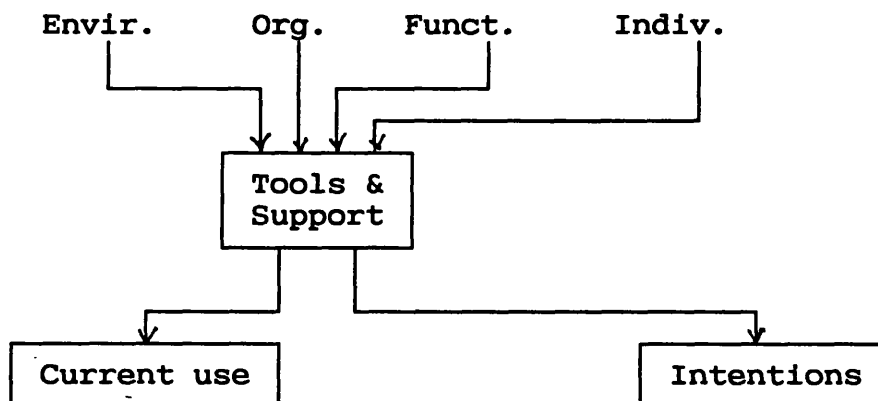 Envir. Org. Funct. Indiv.
Tools &
Support
Current use Intentions